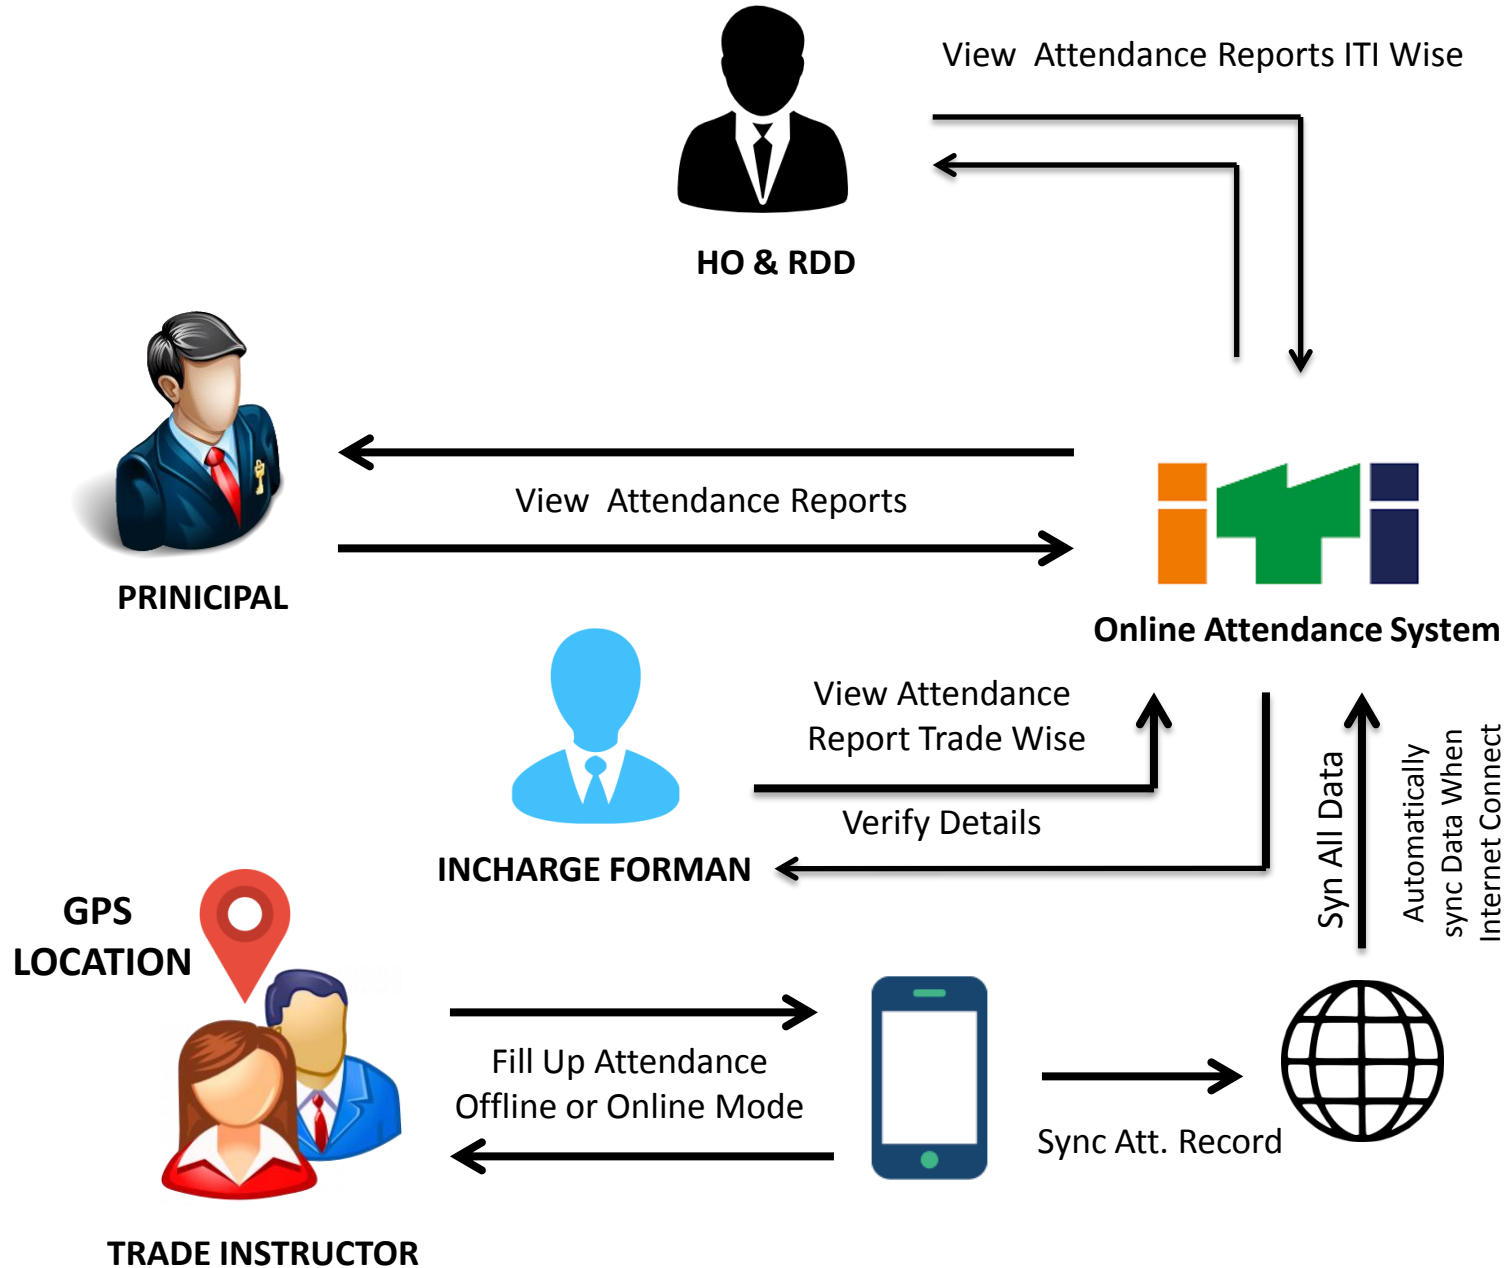 View Attendance Reports ITI Wise
HO & RDD
View Attendance Reports
PRINICIPAL
iTi
Online Attendance System
View Attendance
Report Trade Wise
Verify Details
INCHARGE FORMAN
Syn All Data
Automatically
sync Data When
Internet Connect
GPS
LOCATION
Fill Up Attendance
Offline or Online Mode
Sync Att. Record
TRADE INSTRUCTOR